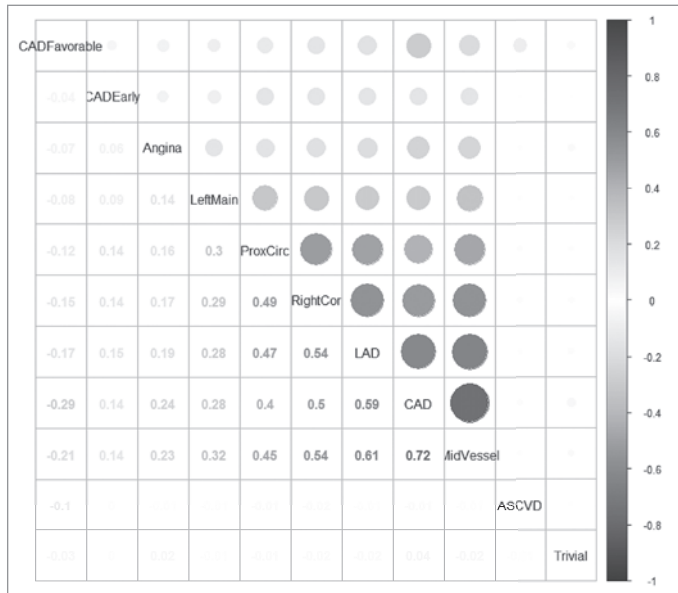 CADFavorable
-0.04 CADEarly
-0.07 0.08 Angina
-0.08 0.09 0.14 LeftMain
-0.12 0.14 0.16 0.3 ProxCirc
-0.15 0.14 0.17 0.29 0.49 RightCor
-0.17 0.15 0.19 0.28 0.47 0.54 LAD
-0.29 0.14 0.24 0.28 0.4 0.5 0.59 CAD
-0.21 0.14 0.23 0.32 0.45 0.54 0.61 0.72 MidVessel
-0.1 ASCVD
-0.03 0.02 0.04 Trivial
1
0.8
0.6
0.4
0.2
0
-0.2
-0.4
-0.6
-0.8
-1